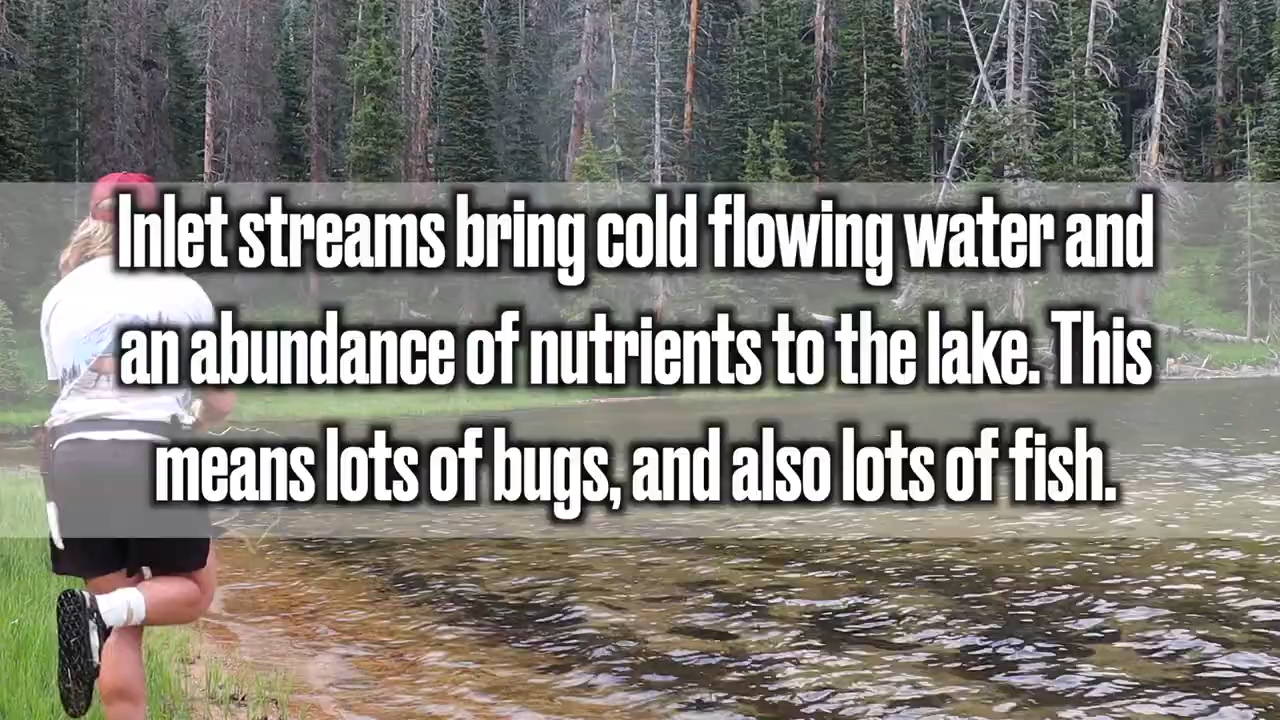 Inlet streams bring cold flowing water and
an abundance of nutrients to the lake. This
means lots of bugs, and also lots of fish.